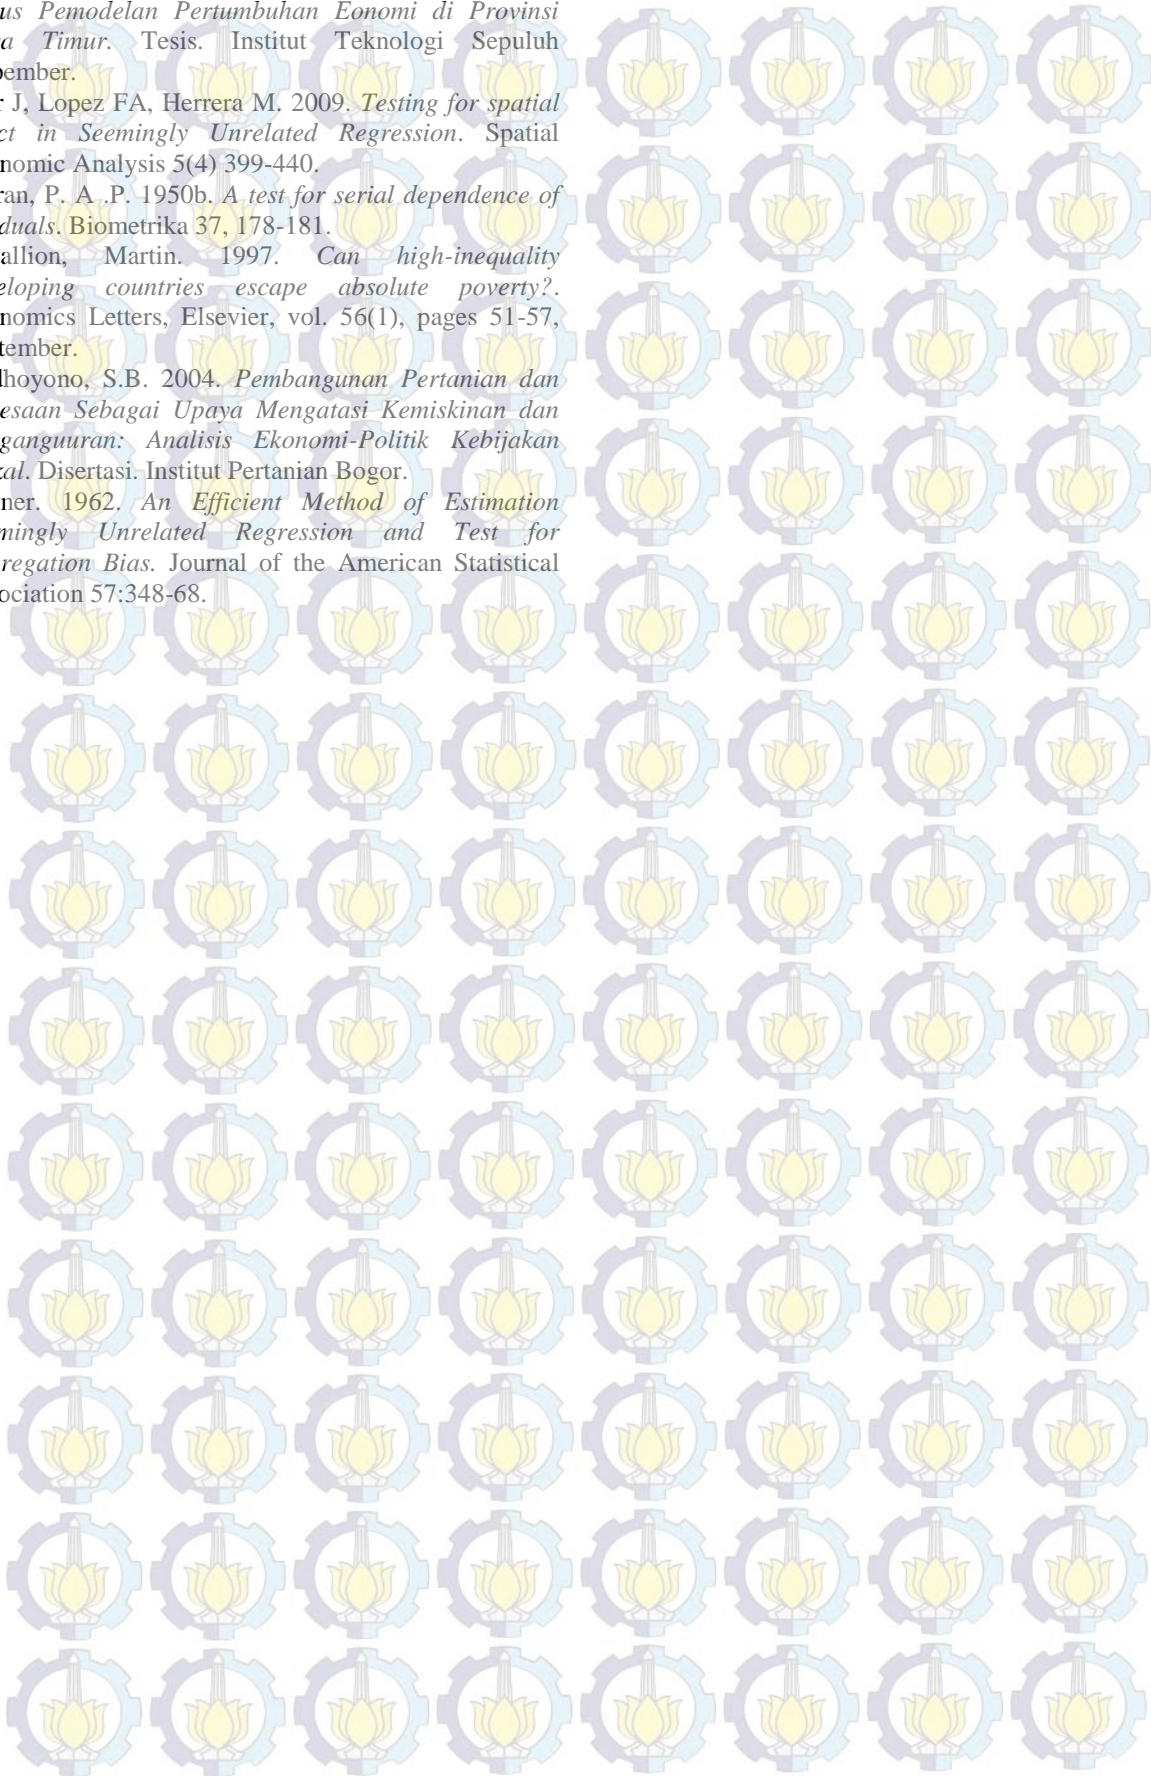 us Pemodelan Pertumbuhan Eonomi di Provinsi
a Timur. Tesis. Institut Teknologi Sepuluh
ember.
r J, Lopez FA, Herrera M. 2009. Testing for spatial
ct in Seemingly Unrelated Regression. Spatial
nomic Analysis 5(4) 399-440.
ran, P. A .P. 1950b. A test for serial dependence of
duals. Biometrika 37, 178-181.
allion, Martin. 1997. Can high-inequality
eloping countries escape absolute poverty?.
nomics Letters, Elsevier, vol. 56(1), pages 51-57,
tember.
hoyono, S.B. 2004. Pembangunan Pertanian dan
esaan Sebagai Upaya Mengatasi Kemiskinan dan
ganguuran: Analisis Ekonomi-Politik Kebijakan
al. Disertasi. Institut Pertanian Bogor.
ner. 1962. An Efficient Method of Estimation
mingly Unrelated Regression and Test for
regation Bias. Journal of the American Statistical
ociation 57:348-68.